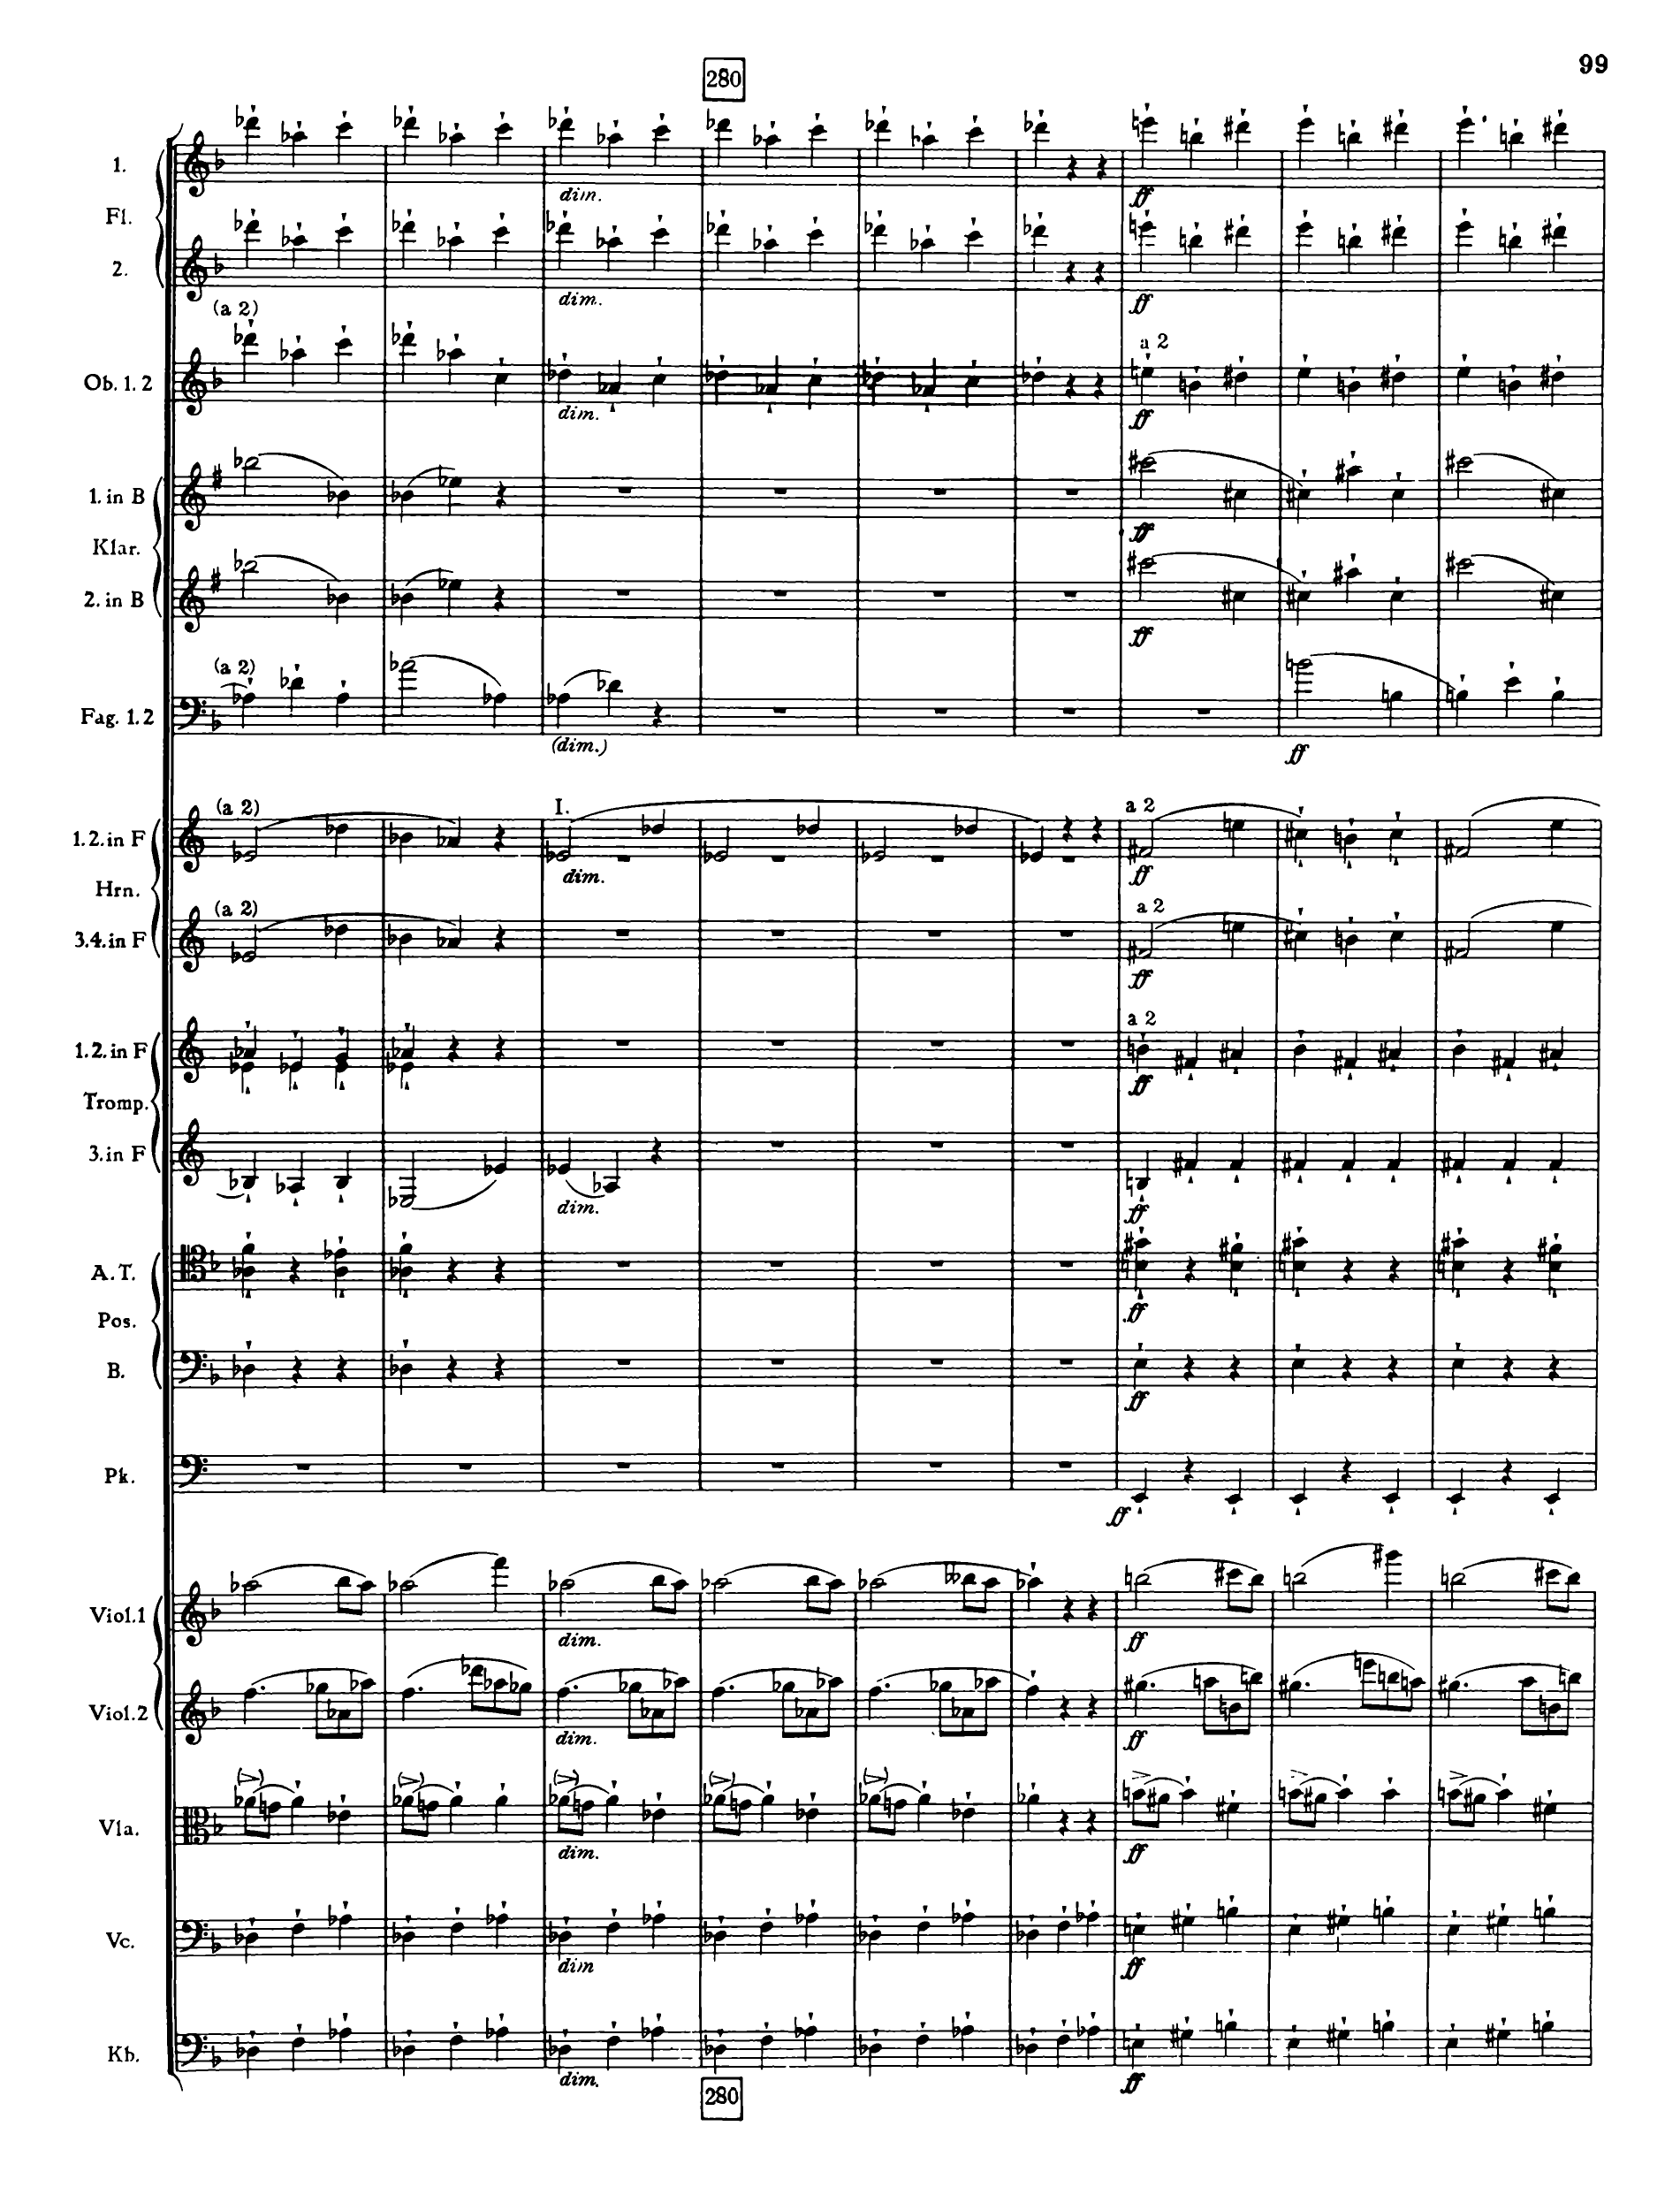 99
280
1.
Fl.
dim.
ff
2.
dim.
ff
(a 2)
a 2
Ob. 1. 2
dim.
ff
1. in B
ff
Klar.
2. in B
ff
(a 2)
Fag. 1.2
(dim.)
ff
(a 2)
I.
a 2
1.2. in F
dim.
ff
Hrn.
(a 2)
a 2
3.4. in F
ff
a 2
1.2. in F
ff
Tromp.
3. in F
dim.
ff
A. T.
ff
Pos.
B.
ff
Pk.
ff
Viol.1
dim.
ff
Viol.2
dim.
ff
Vla.
dim.
ff
Vc.
dim
ff
Kb.
dim.
ff
280